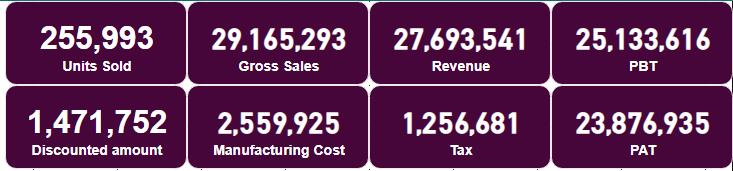 255,993
Units Sold
29,165,293
Gross Sales
27,693,541
Revenue
25,133,616
PBT
1,471,752
Discounted amount
2,559,925
Manufacturing Cost
1,256,681
Tax
23,876,935
PAT